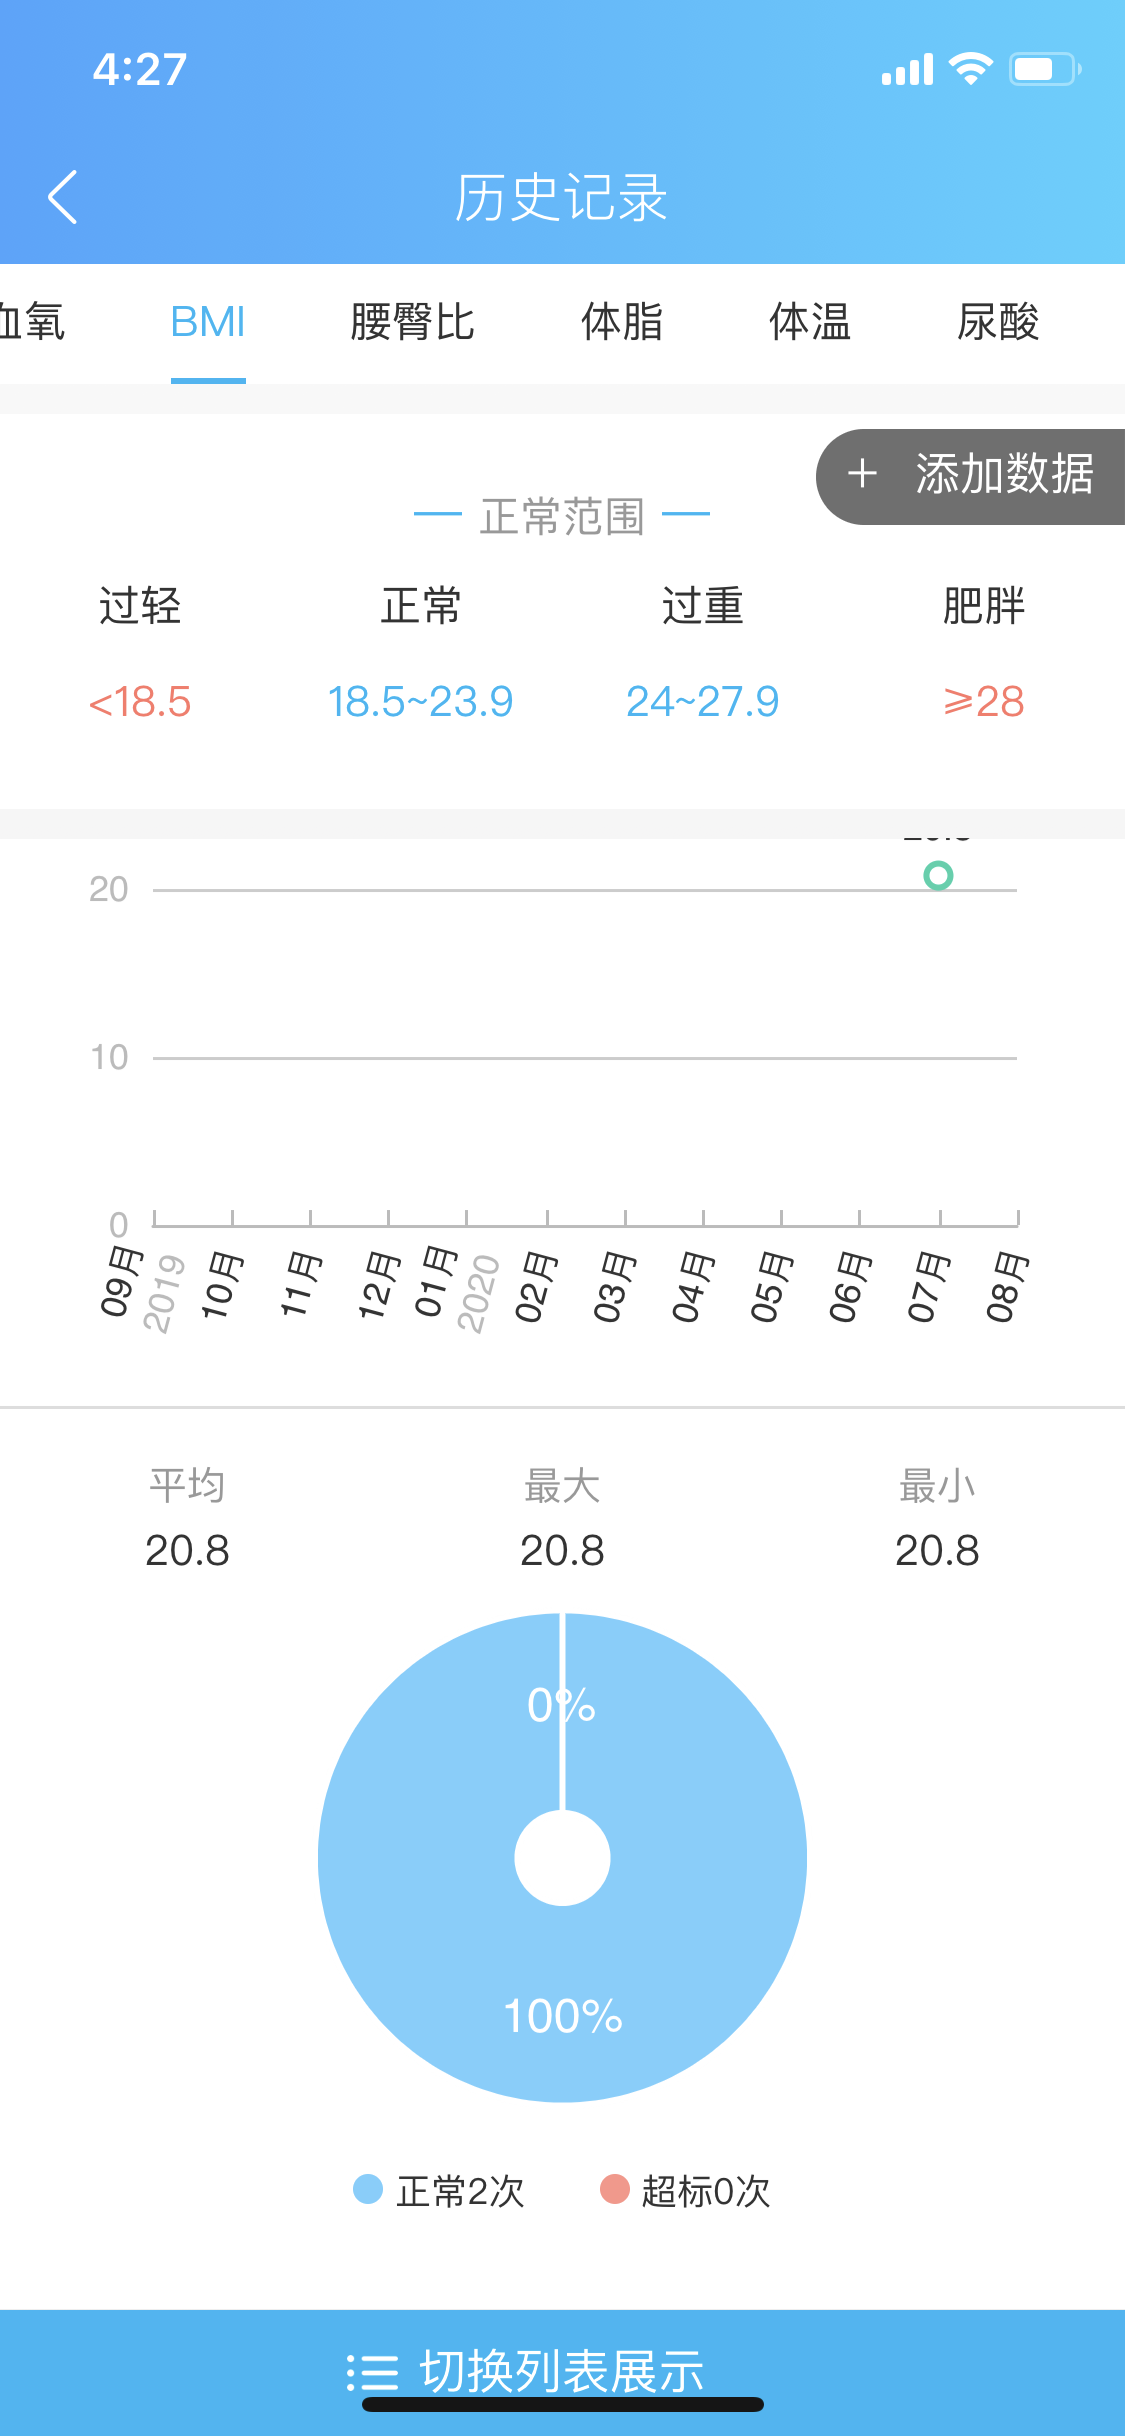 4:27
历史记录
血氧 BMI 腰臀比 体脂 体温 尿酸
添加数据
正常范围
过轻 正常 过重 肥胖
<18.5 18.5~23.9 24~27.9 ≥28
20
10
0
09月 2019 10月 11月 12月 01月 2020 02月 03月 04月 05月 06月 07月 08月
平均 最大 最小
20.8 20.8 20.8
0%
100%
正常2次 超标0次
切换列表展示